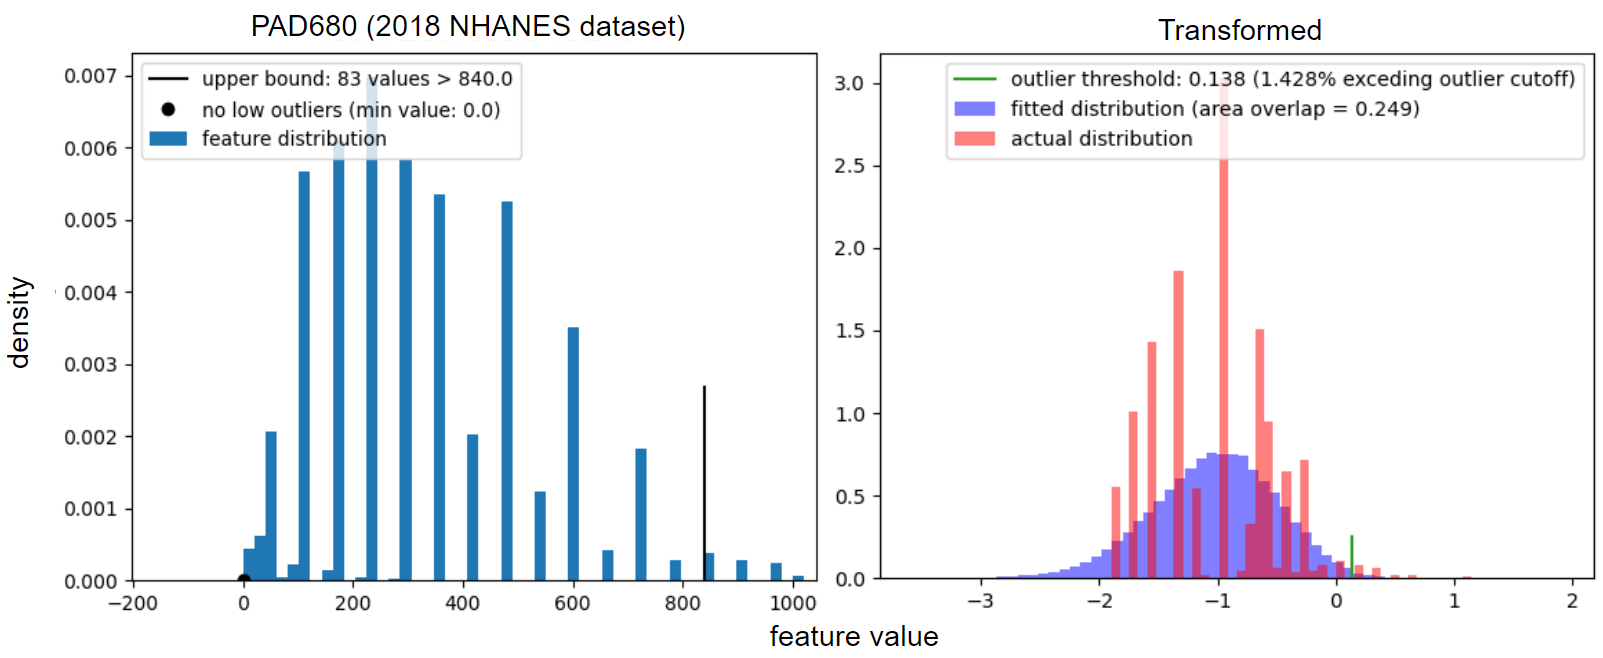 PAD680 (2018 NHANES dataset)
upper bound: 83 values > 840.0
no low outliers (min value: 0.0)
feature distribution
0.007
0.006
0.005
0.004
0.003
0.002
0.001
0.000
−200 0 200 400 600 800 1000
density
Transformed
outlier threshold: 0.138 (1.428% exceding outlier cutoff)
fitted distribution (area overlap = 0.249)
actual distribution
3.0
2.5
2.0
1.5
1.0
0.5
0.0
−3 −2 −1 0 1 2
feature value